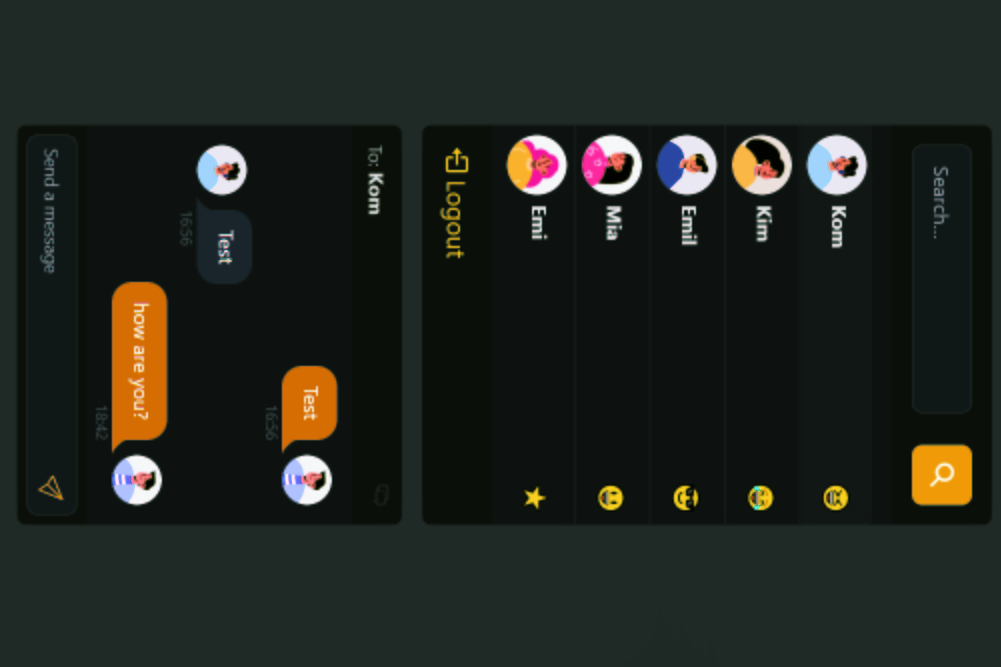 Search...
Kom
Kim
Emil
Mia
Emi
Logout
To: Kom
Test
16:56
Test
16:56
how are you?
18:42
Send a message